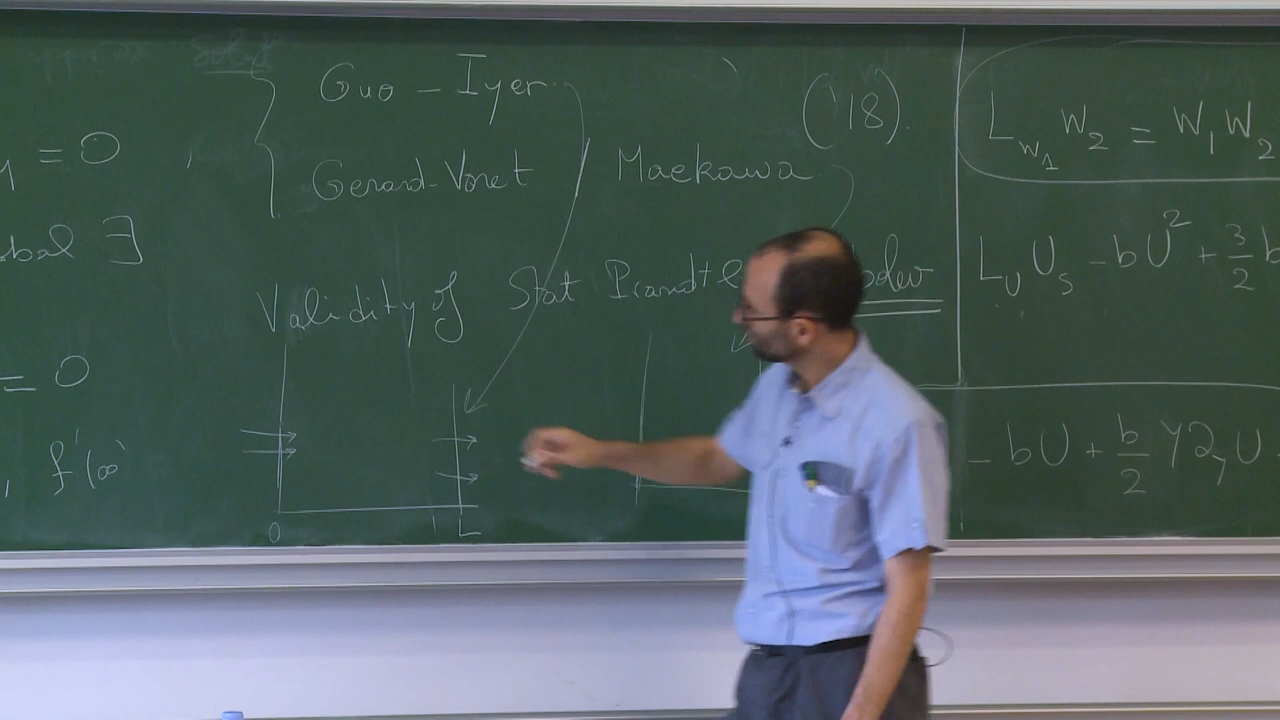 Solut
Guo - Iyer ('18).
Gerard-Varet Maekawa
Validity of Stat Prandtl
0 L
= 0
,
∃
= 0
, f'(∞)
L_{W_1} W_2 = W_1 W_2
L_U U_s - bU^2 + 3/2 b
- bU + b/2 Y∂_Y U